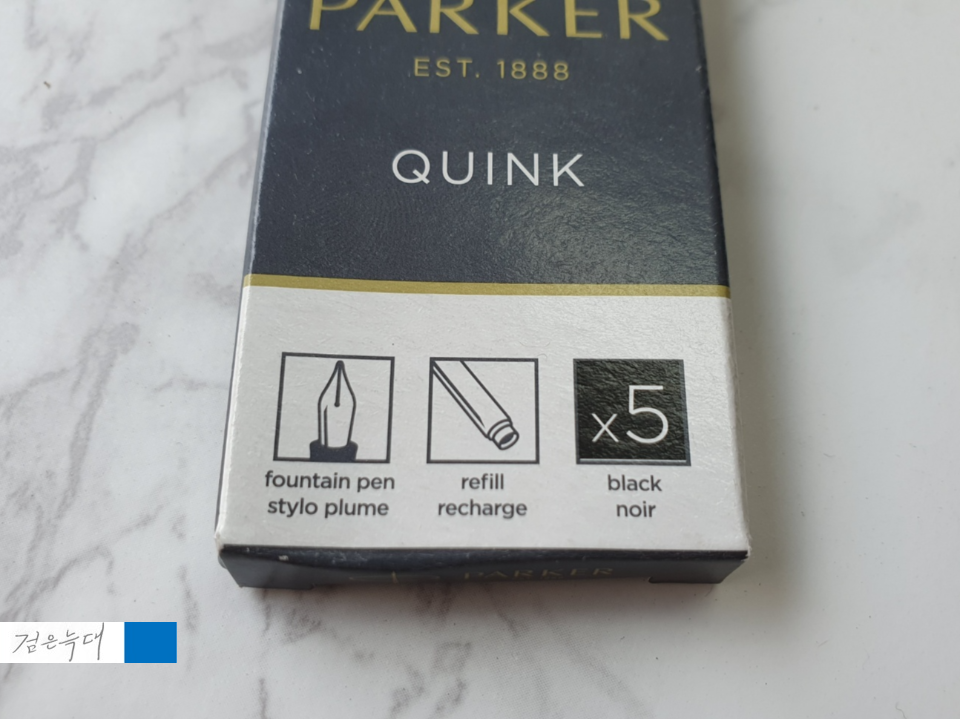 PARKER
EST. 1888
QUINK
x5
fountain pen
stylo plume
refill
recharge
black
noir
PARKER
검은늑대